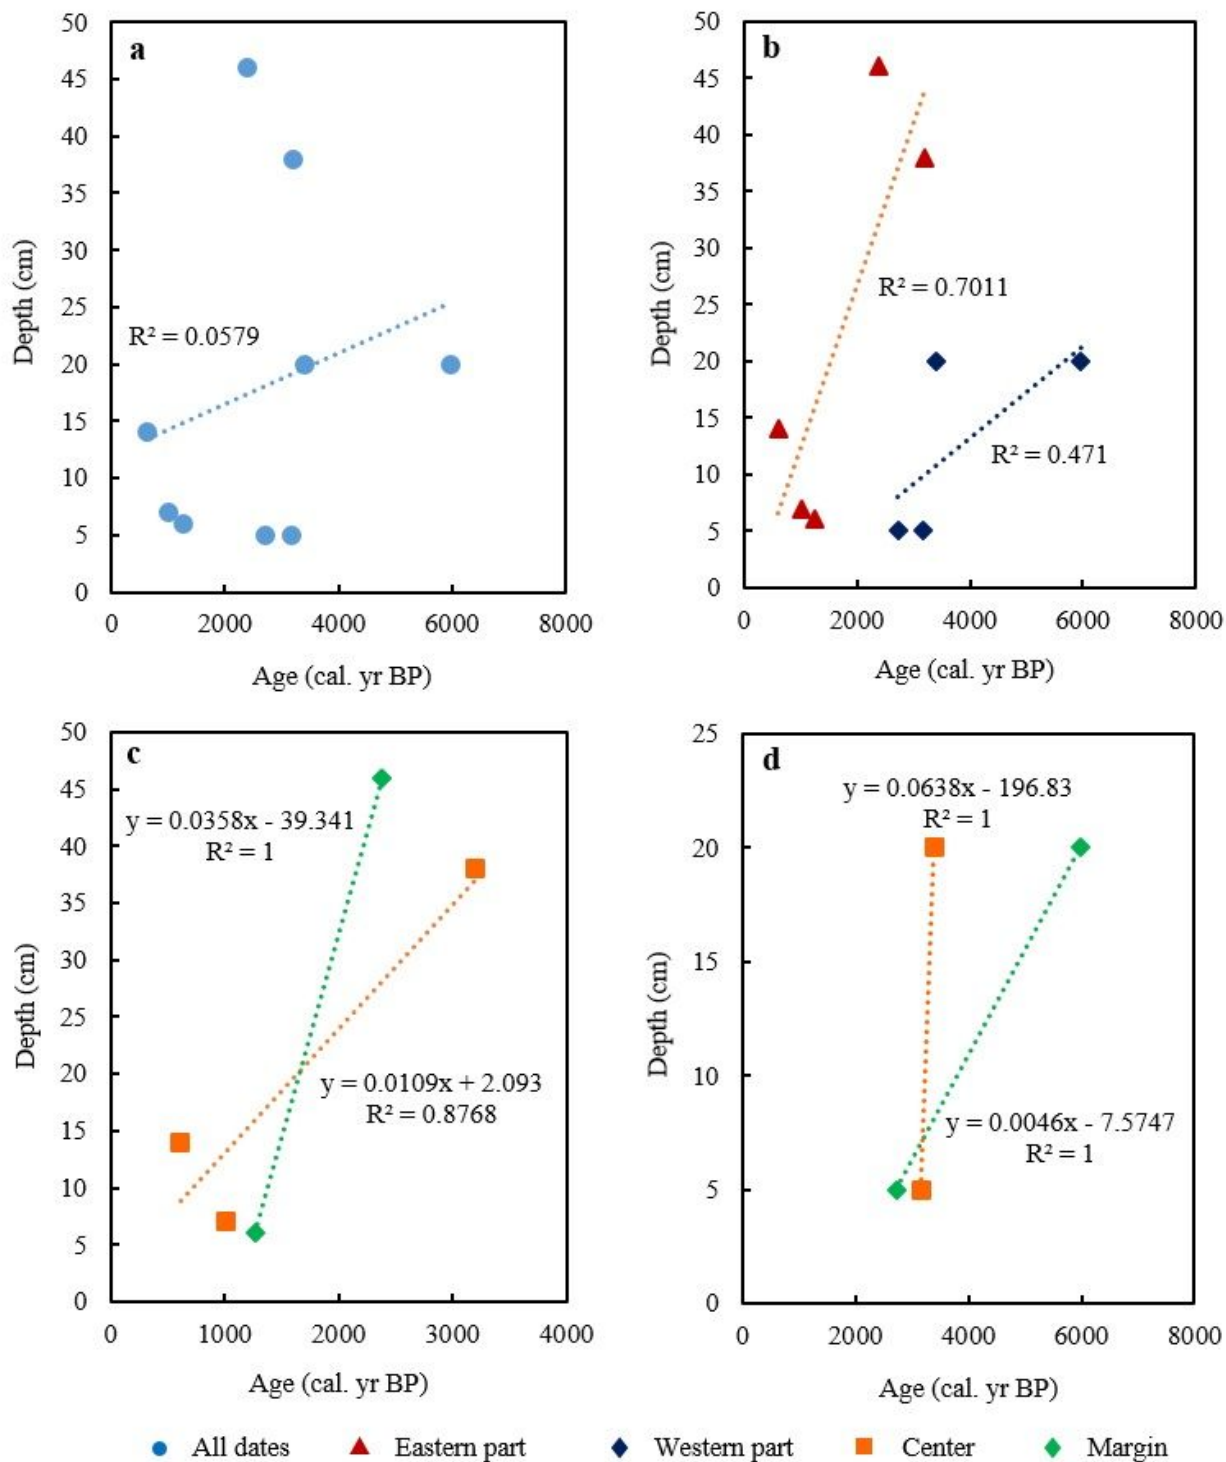 a
50
45
40
35
30
25
20
15
10
5
0
Depth (cm)
R² = 0.0579
0 2000 4000 6000 8000
Age (cal. yr BP)
b
50
45
40
35
30
25
20
15
10
5
0
Depth (cm)
R² = 0.7011
R² = 0.471
0 2000 4000 6000 8000
Age (cal. yr BP)
c
50
45
40
35
30
25
20
15
10
5
0
Depth (cm)
y = 0.0358x - 39.341
R² = 1
y = 0.0109x + 2.093
R² = 0.8768
0 1000 2000 3000 4000
Age (cal. yr BP)
d
25
20
15
10
5
0
Depth (cm)
y = 0.0638x - 196.83
R² = 1
y = 0.0046x - 7.5747
R² = 1
0 2000 4000 6000 8000
Age (cal. yr BP)
All dates Eastern part Western part Center Margin